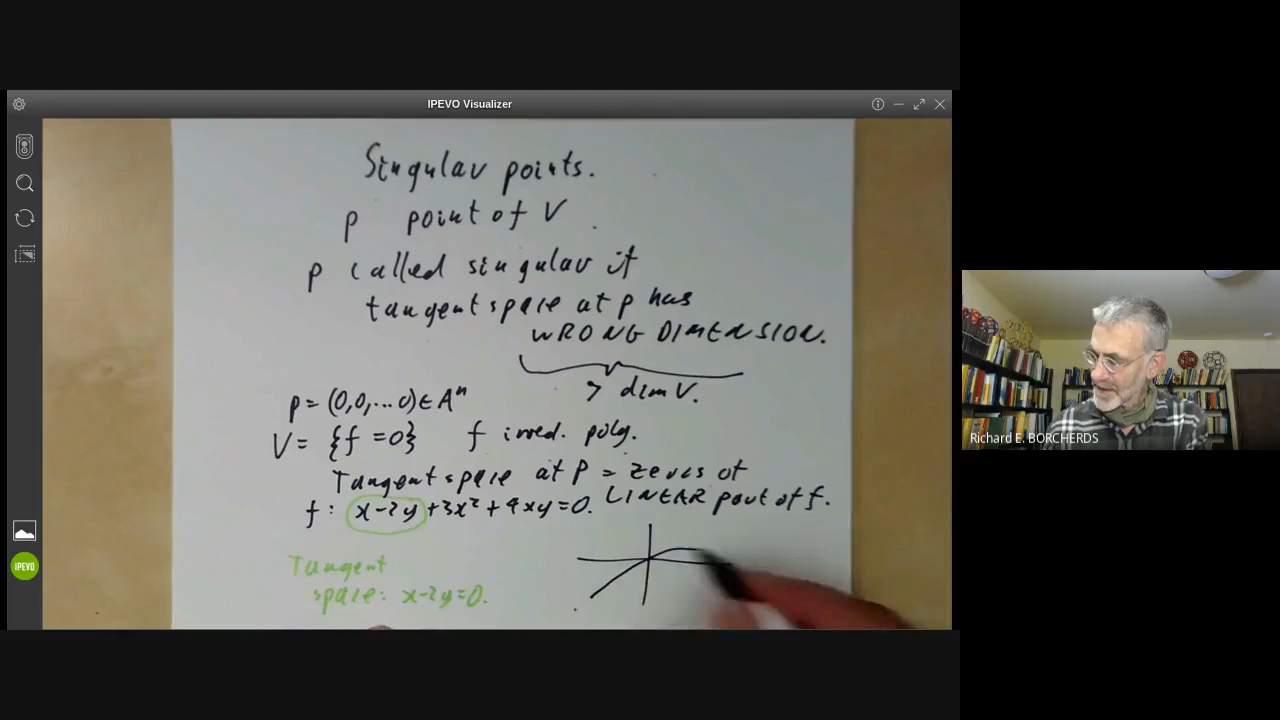 IPEVO Visualizer
Singular points.
p point of V.
p called singular if
tangent space at p has
WRONG DIMENSION.
> dim V.
p = (0,0,...0) ∈ Aⁿ
V = {f = 0} f irred. poly.
Tangent space at P = zeros of
LINEAR part of f.
f: x-2y+3x²+4xy=0.
Tangent
space: x-2y=0.
IPEVO
Richard E. BORCHERDS